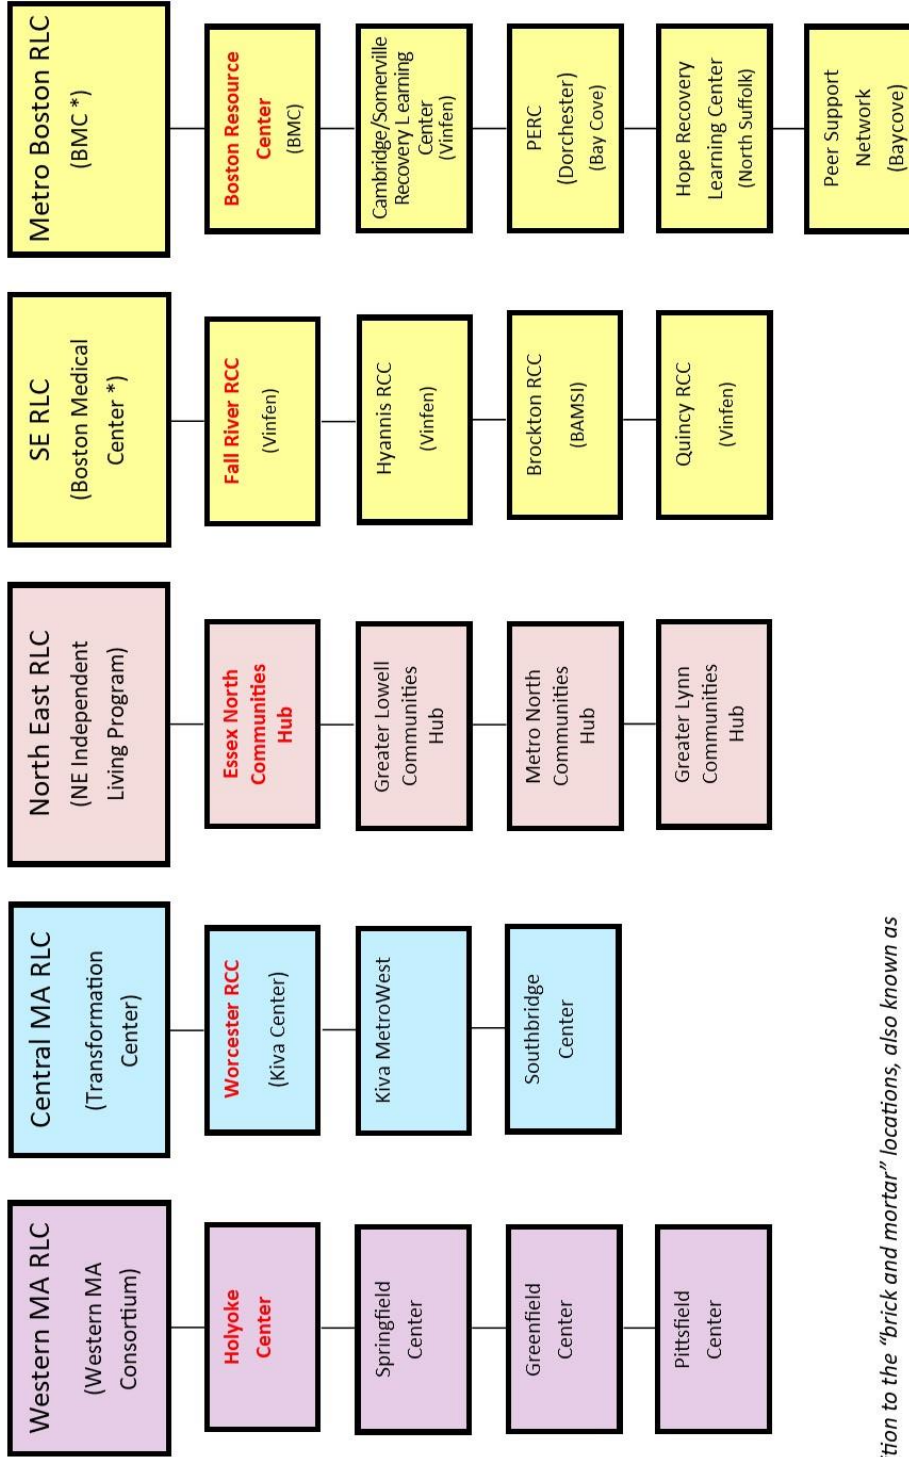 Western MA RLC
(Western MA
Consortium)
Holyoke
Center
Springfield
Center
Greenfield
Center
Pittsfield
Center
Central MA RLC
(Transformation
Center)
Worcester RCC
(Kiva Center)
Kiva MetroWest
Southbridge
Center
North East RLC
(NE Independent
Living Program)
Essex North
Communities
Hub
Greater Lowell
Communities
Hub
Metro North
Communities
Hub
Greater Lynn
Communities
Hub
SE RLC
(Boston Medical
Center *)
Fall River RCC
(Vinfen)
Hyannis RCC
(Vinfen)
Brockton RCC
(BAMSI)
Quincy RCC
(Vinfen)
Metro Boston RLC
(BMC *)
Boston Resource
Center
(BMC)
Cambridge/Somerville
Recovery Learning
Center
(Vinfen)
PERC
(Dorchester)
(Bay Cove)
Hope Recovery
Learning Center
(North Suffolk)
Peer Support
Network
(Baycove)
to the "brick and mortar" locations, also known as